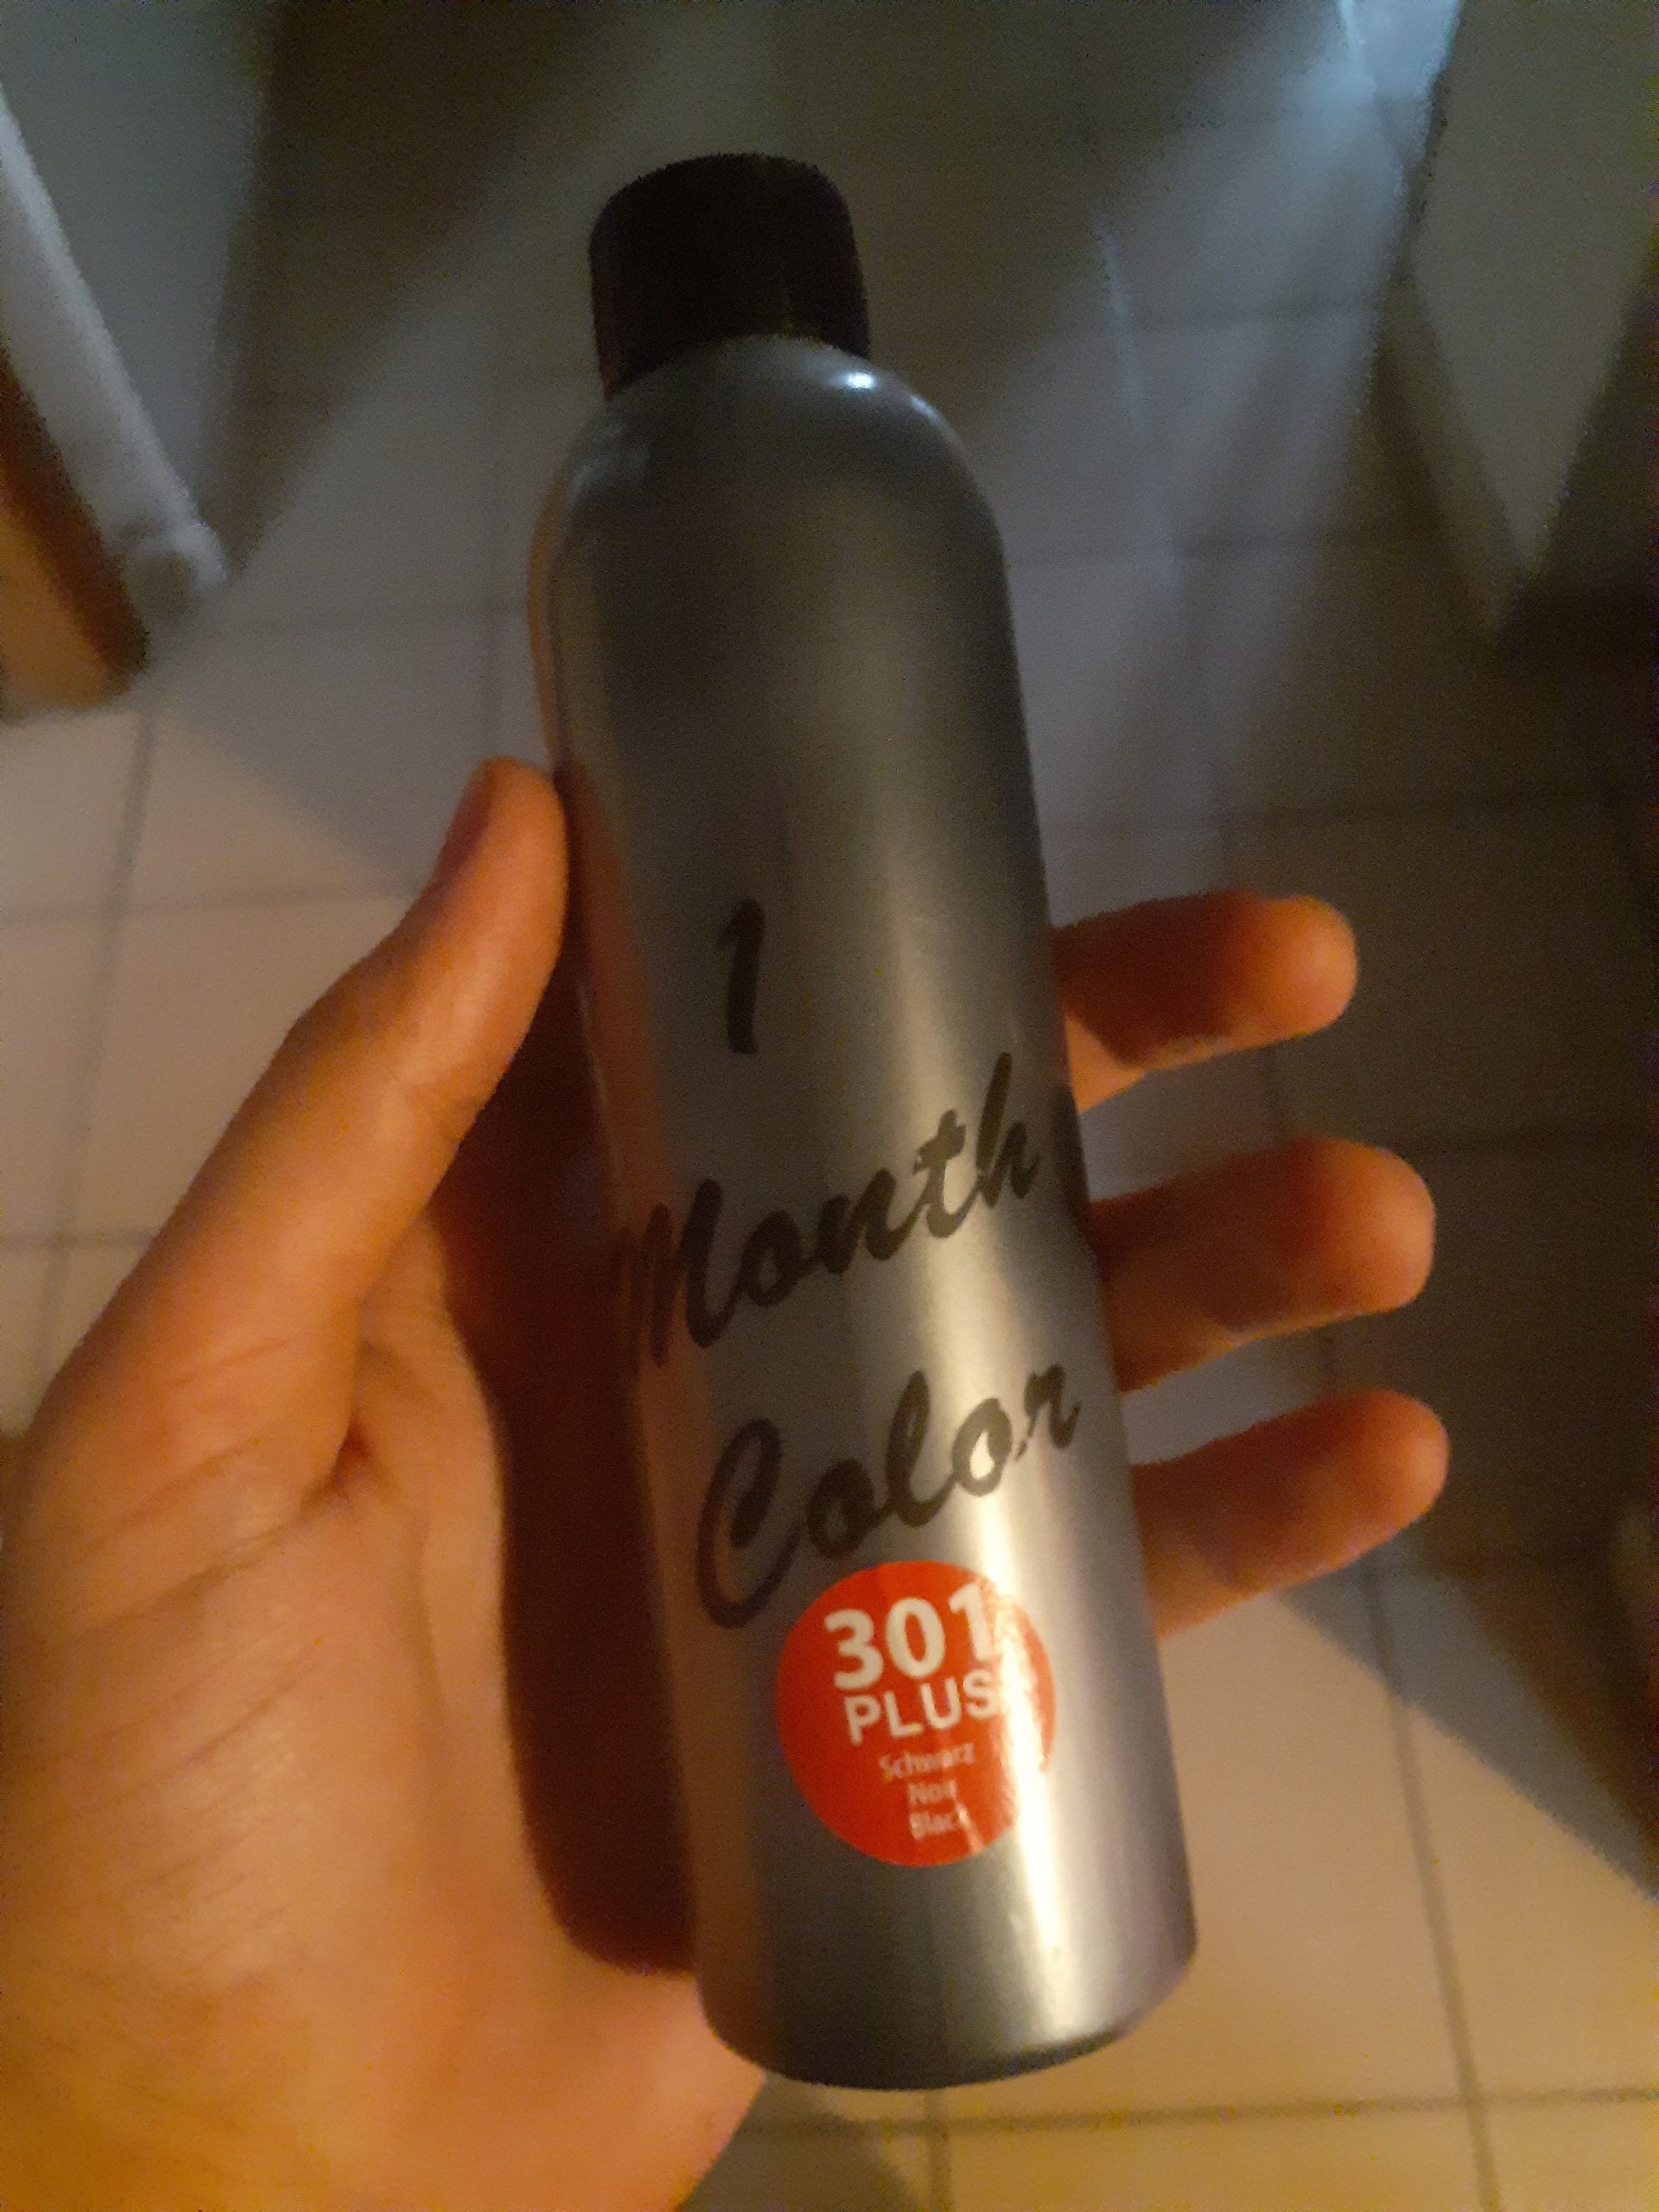 1
Month
Color
301
PLUS
Schwarz
Noir
Black